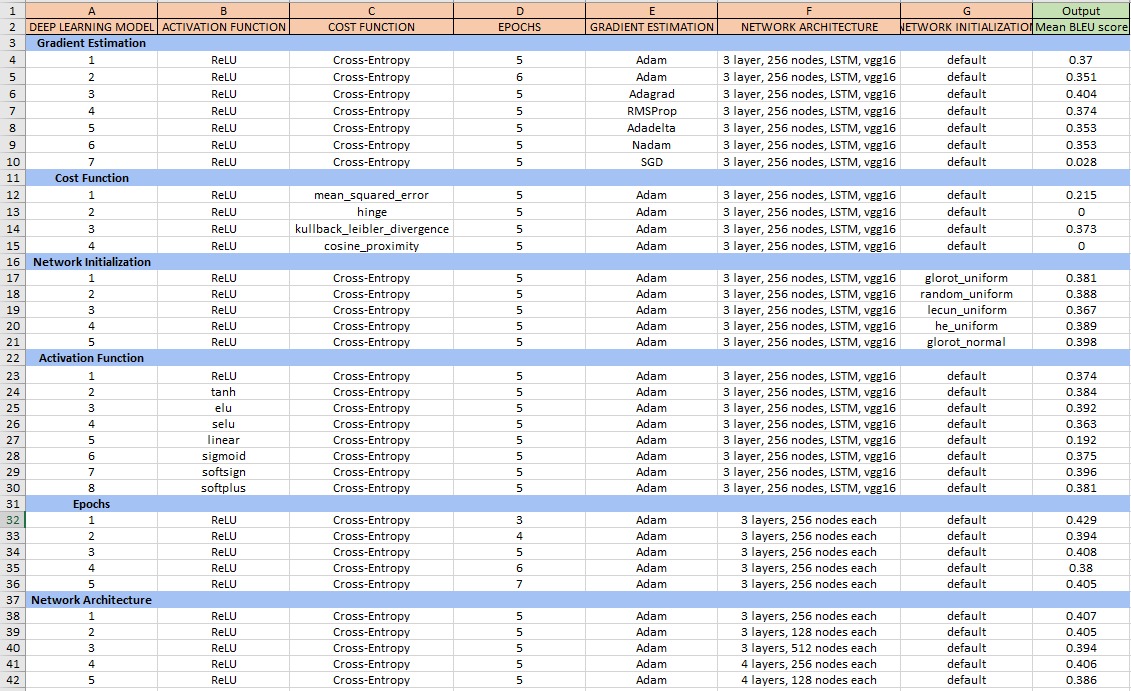 A B C D E F G Output
1
2 DEEP LEARNING MODEL ACTIVATION FUNCTION COST FUNCTION EPOCHS GRADIENT ESTIMATION NETWORK ARCHITECTURE NETWORK INITIALIZATION Mean BLEU score
3 Gradient Estimation
4 1 ReLU Cross-Entropy 5 Adam 3 layer, 256 nodes, LSTM, vgg16 default 0.37
5 2 ReLU Cross-Entropy 6 Adam 3 layer, 256 nodes, LSTM, vgg16 default 0.351
6 3 ReLU Cross-Entropy 5 Adagrad 3 layer, 256 nodes, LSTM, vgg16 default 0.404
7 4 ReLU Cross-Entropy 5 RMSProp 3 layer, 256 nodes, LSTM, vgg16 default 0.374
8 5 ReLU Cross-Entropy 5 Adadelta 3 layer, 256 nodes, LSTM, vgg16 default 0.353
9 6 ReLU Cross-Entropy 5 Nadam 3 layer, 256 nodes, LSTM, vgg16 default 0.353
10 7 ReLU Cross-Entropy 5 SGD 3 layer, 256 nodes, LSTM, vgg16 default 0.028
11 Cost Function
12 1 ReLU mean_squared_error 5 Adam 3 layer, 256 nodes, LSTM, vgg16 default 0.215
13 2 ReLU hinge 5 Adam 3 layer, 256 nodes, LSTM, vgg16 default 0
14 3 ReLU kullback_leibler_divergence 5 Adam 3 layer, 256 nodes, LSTM, vgg16 default 0.373
15 4 ReLU cosine_proximity 5 Adam 3 layer, 256 nodes, LSTM, vgg16 default 0
16 Network Initialization
17 1 ReLU Cross-Entropy 5 Adam 3 layer, 256 nodes, LSTM, vgg16 glorot_uniform 0.381
18 2 ReLU Cross-Entropy 5 Adam 3 layer, 256 nodes, LSTM, vgg16 random_uniform 0.388
19 3 ReLU Cross-Entropy 5 Adam 3 layer, 256 nodes, LSTM, vgg16 lecun_uniform 0.367
20 4 ReLU Cross-Entropy 5 Adam 3 layer, 256 nodes, LSTM, vgg16 he_uniform 0.389
21 5 ReLU Cross-Entropy 5 Adam 3 layer, 256 nodes, LSTM, vgg16 glorot_normal 0.398
22 Activation Function
23 1 ReLU Cross-Entropy 5 Adam 3 layer, 256 nodes, LSTM, vgg16 default 0.374
24 2 tanh Cross-Entropy 5 Adam 3 layer, 256 nodes, LSTM, vgg16 default 0.384
25 3 elu Cross-Entropy 5 Adam 3 layer, 256 nodes, LSTM, vgg16 default 0.392
26 4 selu Cross-Entropy 5 Adam 3 layer, 256 nodes, LSTM, vgg16 default 0.363
27 5 linear Cross-Entropy 5 Adam 3 layer, 256 nodes, LSTM, vgg16 default 0.192
28 6 sigmoid Cross-Entropy 5 Adam 3 layer, 256 nodes, LSTM, vgg16 default 0.375
29 7 softsign Cross-Entropy 5 Adam 3 layer, 256 nodes, LSTM, vgg16 default 0.396
30 8 softplus Cross-Entropy 5 Adam 3 layer, 256 nodes, LSTM, vgg16 default 0.381
31 Epochs
32 1 ReLU Cross-Entropy 3 Adam 3 layers, 256 nodes each default 0.429
33 2 ReLU Cross-Entropy 4 Adam 3 layers, 256 nodes each default 0.394
34 3 ReLU Cross-Entropy 5 Adam 3 layers, 256 nodes each default 0.408
35 4 ReLU Cross-Entropy 6 Adam 3 layers, 256 nodes each default 0.38
36 5 ReLU Cross-Entropy 7 Adam 3 layers, 256 nodes each default 0.405
37 Network Architecture
38 1 ReLU Cross-Entropy 5 Adam 3 layers, 256 nodes each default 0.407
39 2 ReLU Cross-Entropy 5 Adam 3 layers, 128 nodes each default 0.405
40 3 ReLU Cross-Entropy 5 Adam 3 layers, 512 nodes each default 0.394
41 4 ReLU Cross-Entropy 5 Adam 4 layers, 256 nodes each default 0.406
42 5 ReLU Cross-Entropy 5 Adam 4 layers, 128 nodes each default 0.386